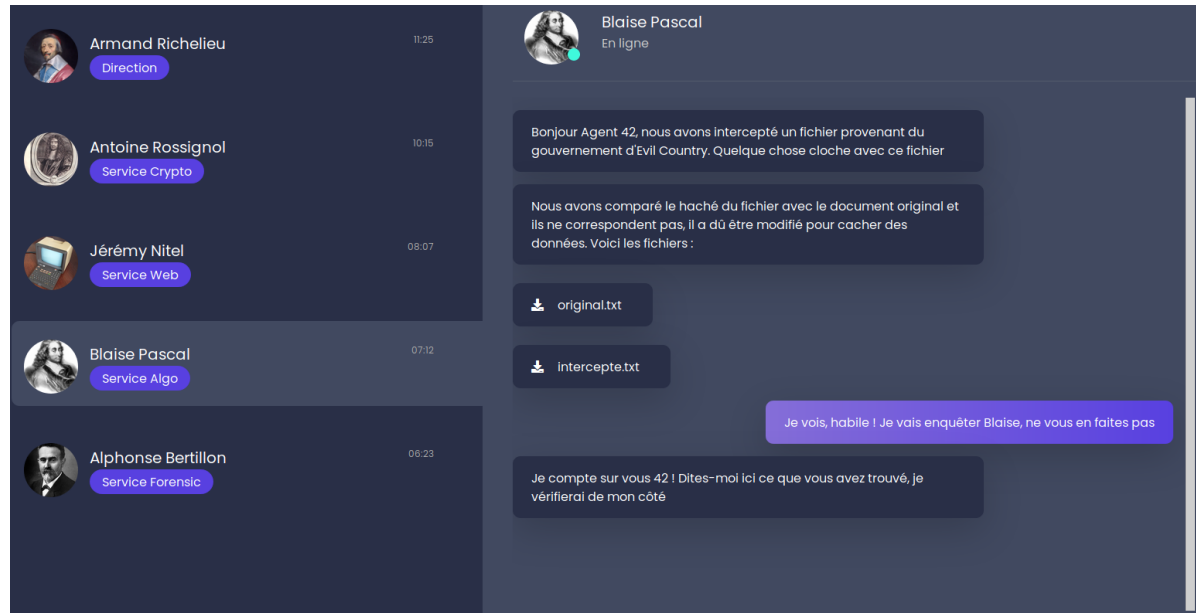 Armand Richelieu
11:25
Direction
Antoine Rossignol
10:15
Service Crypto
Jérémy Nitel
08:07
Service Web
Blaise Pascal
07:12
Service Algo
Alphonse Bertillon
06:23
Service Forensic
Blaise Pascal
En ligne
Bonjour Agent 42, nous avons intercepté un fichier provenant du
gouvernement d'Evil Country. Quelque chose cloche avec ce fichier
Nous avons comparé le haché du fichier avec le document original et
ils ne correspondent pas, il a dû être modifié pour cacher des
données. Voici les fichiers :
original.txt
intercepte.txt
Je vois, habile ! Je vais enquêter Blaise, ne vous en faites pas
Je compte sur vous 42 ! Dites-moi ici ce que vous avez trouvé, je
vérifierai de mon côté